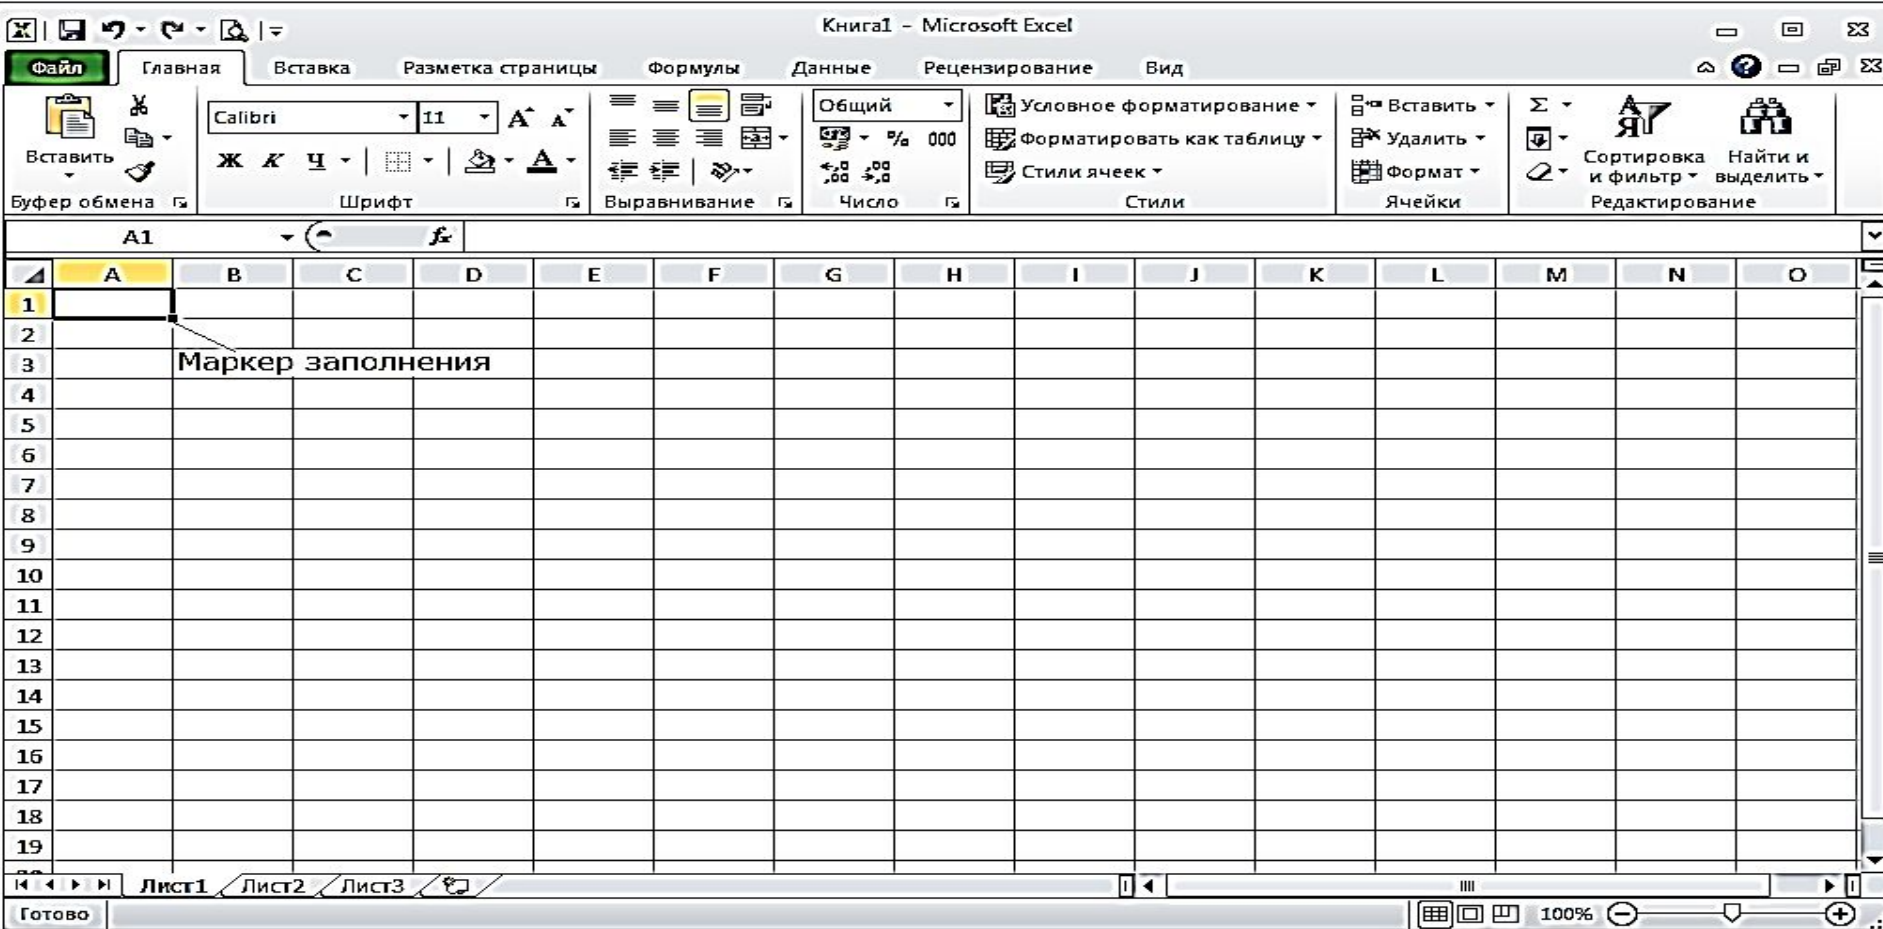 Книга1 - Microsoft Excel
Файл Главная Вставка Разметка страницы Формулы Данные Рецензирование Вид
Вставить
Calibri 11
Ж К Ч
Буфер обмена
Шрифт
Выравнивание
Общий
% 000
Число
Условное форматирование
Форматировать как таблицу
Стили ячеек
Стили
Вставить
Удалить
Формат
Ячейки
Σ
Сортировка и фильтр
Найти и выделить
Редактирование
A1 fx
A B C D E F G H I J K L M N O
1
2
3 Маркер заполнения
4
5
6
7
8
9
10
11
12
13
14
15
16
17
18
19
Лист1 Лист2 Лист3
Готово 100%